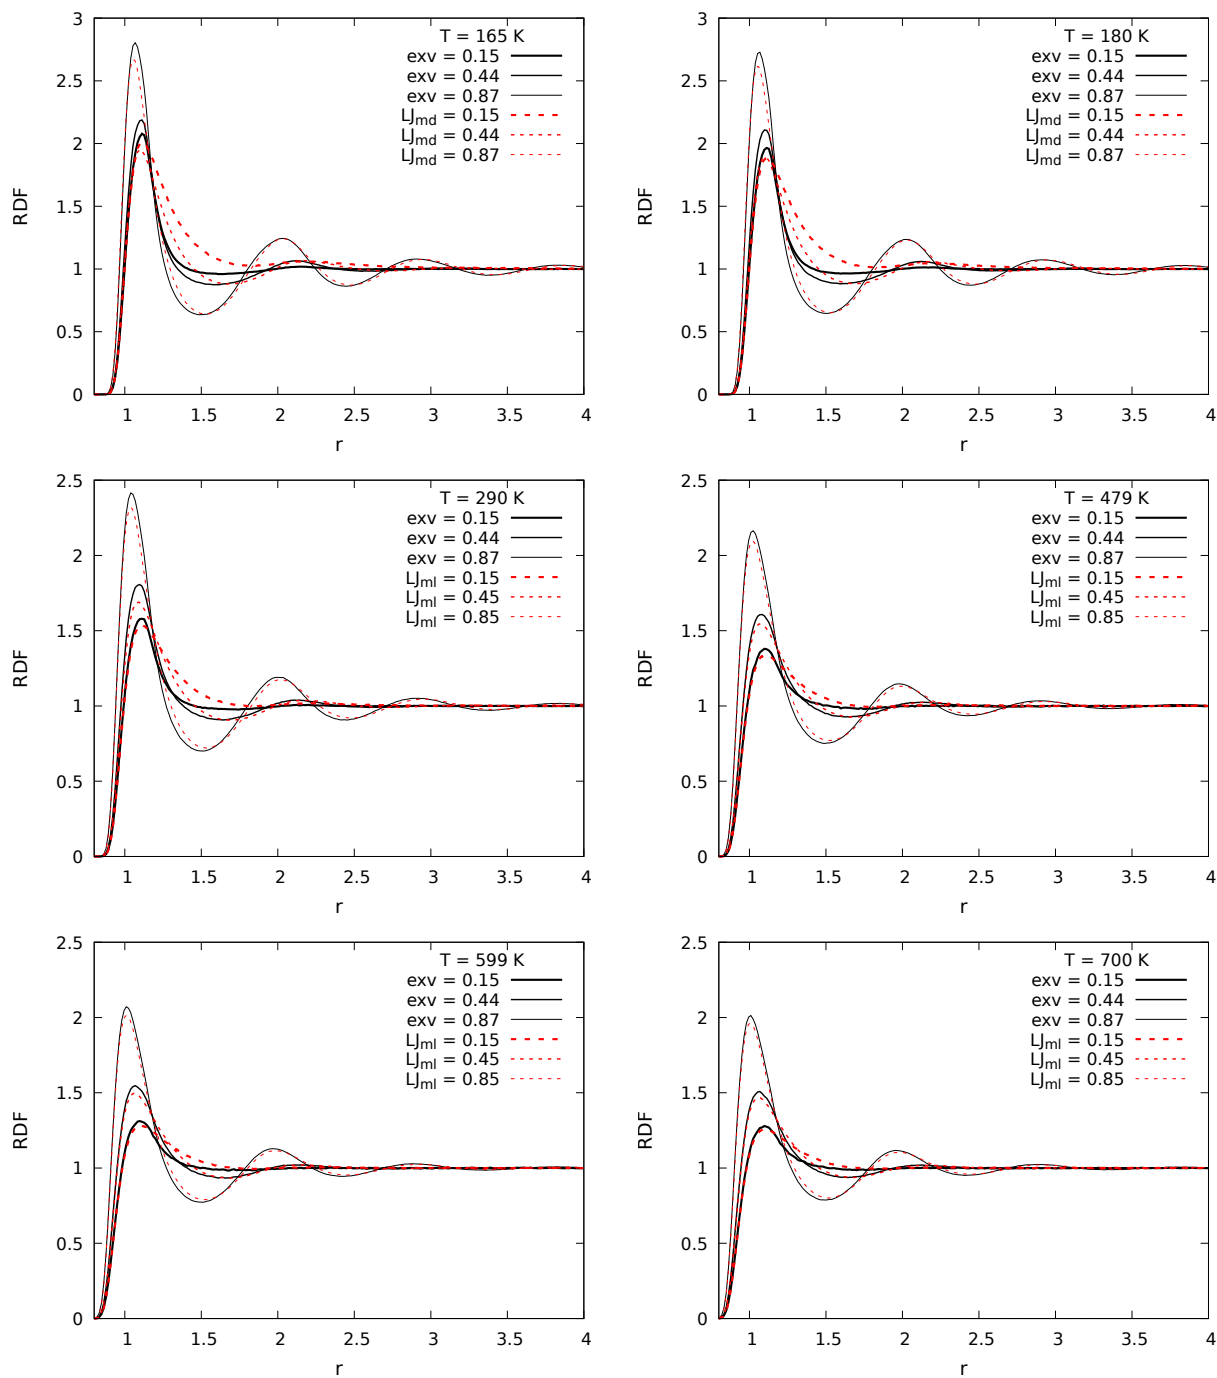 3
2.5
2
1.5
1
0.5
0
RDF
T = 165 K
exv = 0.15
exv = 0.44
exv = 0.87
LJmd = 0.15
LJmd = 0.44
LJmd = 0.87
1 1.5 2 2.5 3 3.5 4
r
3
2.5
2
1.5
1
0.5
0
RDF
T = 180 K
exv = 0.15
exv = 0.44
exv = 0.87
LJmd = 0.15
LJmd = 0.44
LJmd = 0.87
1 1.5 2 2.5 3 3.5 4
r
2.5
2
1.5
1
0.5
0
RDF
T = 290 K
exv = 0.15
exv = 0.44
exv = 0.87
LJml = 0.15
LJml = 0.45
LJml = 0.85
1 1.5 2 2.5 3 3.5 4
r
2.5
2
1.5
1
0.5
0
RDF
T = 479 K
exv = 0.15
exv = 0.44
exv = 0.87
LJml = 0.15
LJml = 0.45
LJml = 0.85
1 1.5 2 2.5 3 3.5 4
r
2.5
2
1.5
1
0.5
0
RDF
T = 599 K
exv = 0.15
exv = 0.44
exv = 0.87
LJml = 0.15
LJml = 0.45
LJml = 0.85
1 1.5 2 2.5 3 3.5 4
r
2.5
2
1.5
1
0.5
0
RDF
T = 700 K
exv = 0.15
exv = 0.44
exv = 0.87
LJml = 0.15
LJml = 0.45
LJml = 0.85
1 1.5 2 2.5 3 3.5 4
r